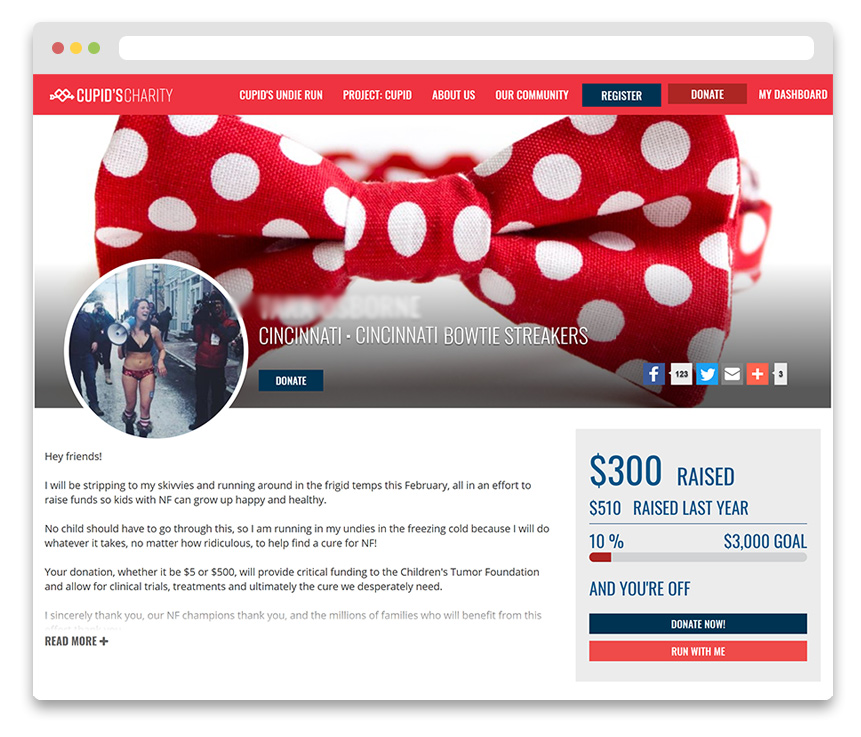 CUPID'SCHARITY
CUPID'S UNDIE RUN
PROJECT: CUPID
ABOUT US
OUR COMMUNITY
REGISTER
DONATE
MY DASHBOARD
OSBORNE
CINCINNATI • CINCINNATI BOWTIE STREAKERS
DONATE
123
3
Hey friends!
I will be stripping to my skivvies and running around in the frigid temps this February, all in an effort to
raise funds so kids with NF can grow up happy and healthy.
No child should have to go through this, so I am running in my undies in the freezing cold because I will do
whatever it takes, no matter how ridiculous, to help find a cure for NF!
Your donation, whether it be $5 or $500, will provide critical funding to the Children's Tumor Foundation
and allow for clinical trials, treatments and ultimately the cure we desperately need.
I sincerely thank you, our NF champions thank you, and the millions of families who will benefit from this
READ MORE +
$300 RAISED
$510 RAISED LAST YEAR
10 % $3,000 GOAL
AND YOU'RE OFF
DONATE NOW!
RUN WITH ME